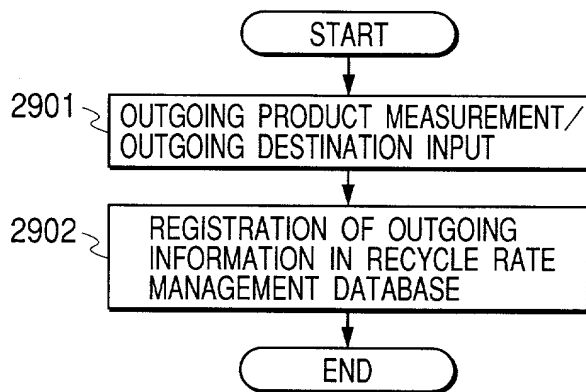 START
2901
OUTGOING PRODUCT MEASUREMENT/
OUTGOING DESTINATION INPUT
2902
REGISTRATION OF OUTGOING
INFORMATION IN RECYCLE RATE
MANAGEMENT DATABASE
END